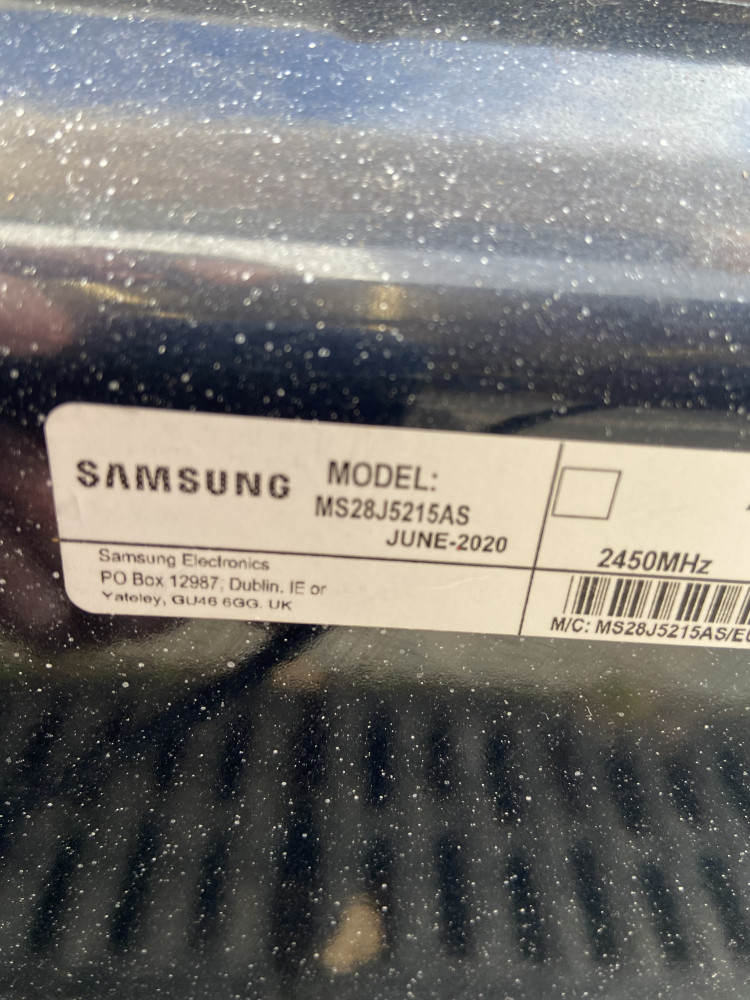 SAMSUNG
MODEL:
MS28J5215AS
JUNE-2020
Samsung Electronics
PO Box 12987, Dublin. IE or
Yateley, GU46 6GG. UK
2450MHz
M/C: MS28J5215AS/E